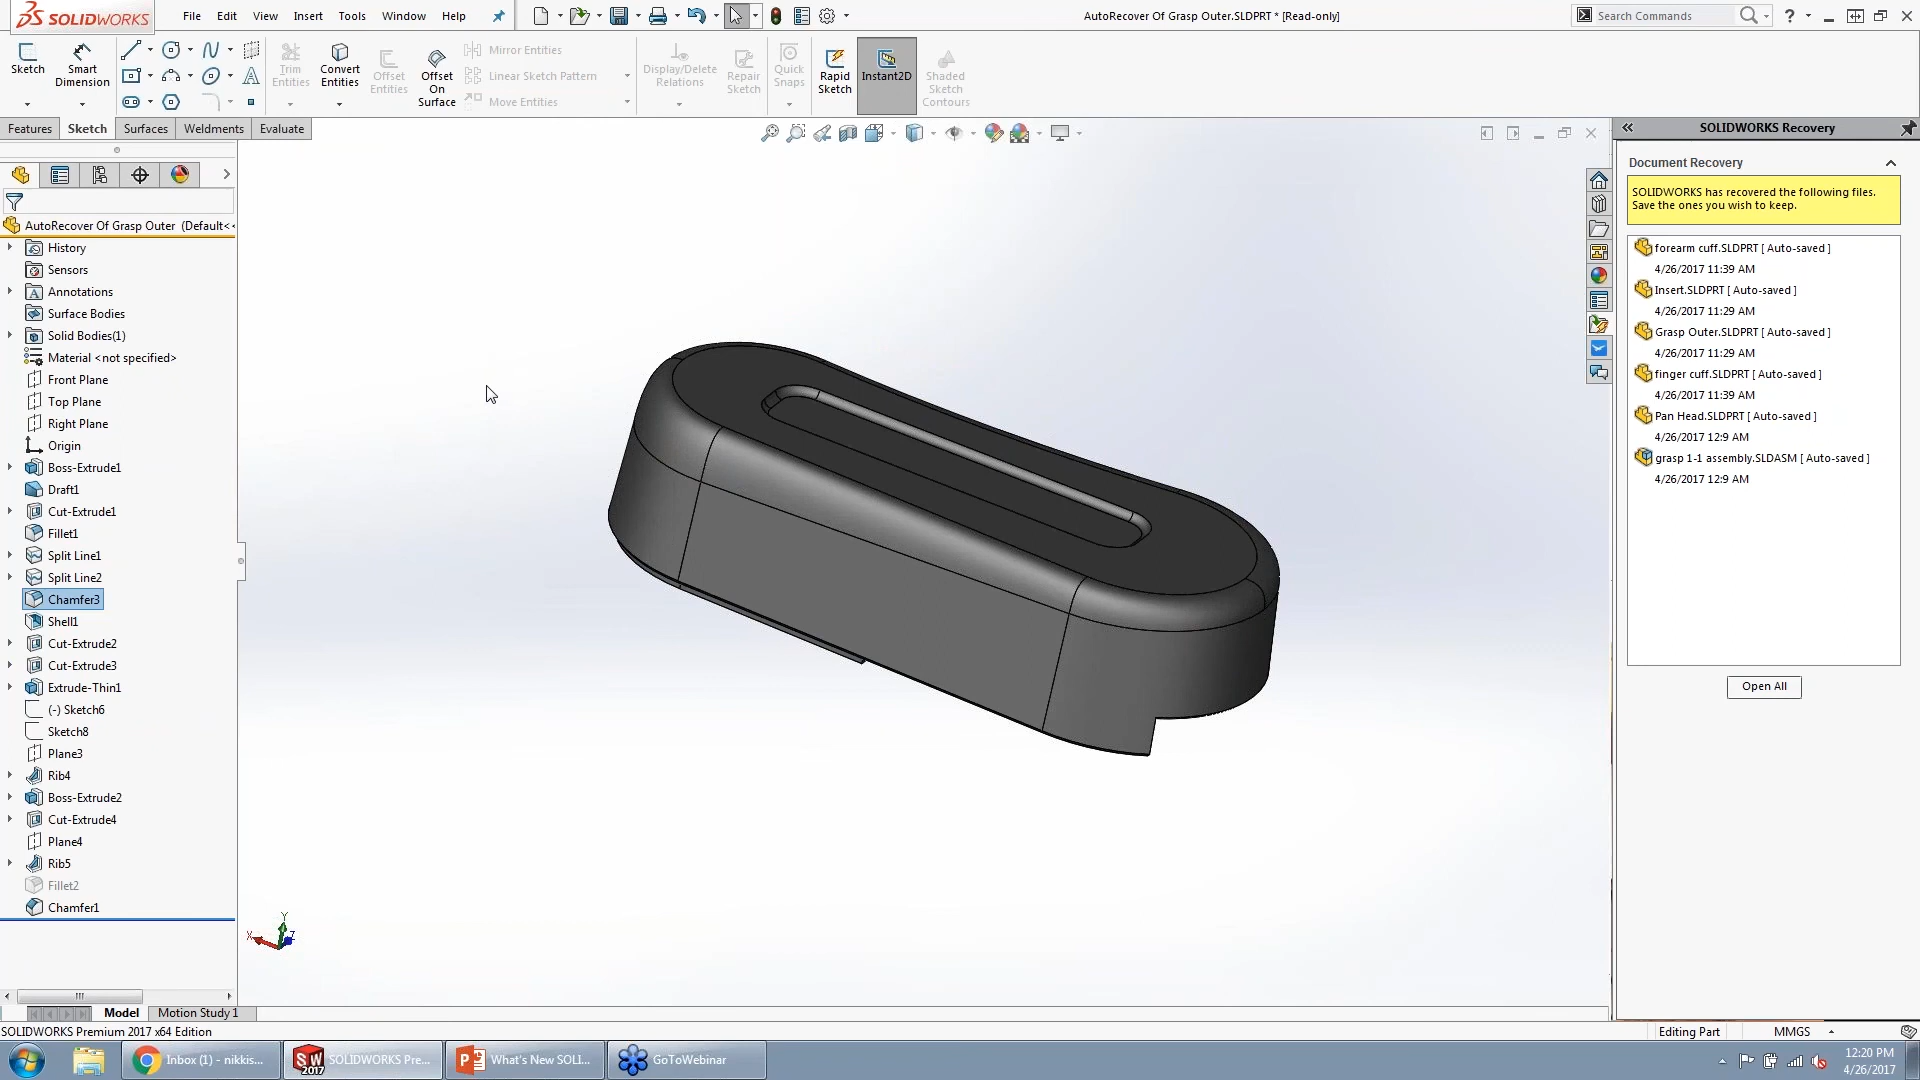 SOLIDWORKS
File Edit View Insert Tools Window Help
AutoRecover Of Grasp Outer.SLDPRT * [Read-only]
Search Commands
Sketch
Smart
Dimension
Trim
Entities
Convert
Entities
Offset
Entities
Offset
On
Surface
Mirror Entities
Linear Sketch Pattern
Move Entities
Display/Delete
Relations
Repair
Sketch
Quick
Snaps
Rapid
Sketch
Instant2D
Shaded
Sketch
Contours
Features Sketch Surfaces Weldments Evaluate
AutoRecover Of Grasp Outer (Default<
History
Sensors
Annotations
Surface Bodies
Solid Bodies(1)
Material <not specified>
Front Plane
Top Plane
Right Plane
Origin
Boss-Extrude1
Draft1
Cut-Extrude1
Fillet1
Split Line1
Split Line2
Chamfer3
Shell1
Cut-Extrude2
Cut-Extrude3
Extrude-Thin1
(-) Sketch6
Sketch8
Plane3
Rib4
Boss-Extrude2
Cut-Extrude4
Plane4
Rib5
Fillet2
Chamfer1
Y
X
Z
SOLIDWORKS Recovery
Document Recovery
SOLIDWORKS has recovered the following files.
Save the ones you wish to keep.
forearm cuff.SLDPRT [ Auto-saved ]
4/26/2017 11:39 AM
Insert.SLDPRT [ Auto-saved ]
4/26/2017 11:29 AM
Grasp Outer.SLDPRT [ Auto-saved ]
4/26/2017 11:29 AM
finger cuff.SLDPRT [ Auto-saved ]
4/26/2017 11:39 AM
Pan Head.SLDPRT [ Auto-saved ]
4/26/2017 12:9 AM
grasp 1-1 assembly.SLDASM [ Auto-saved ]
4/26/2017 12:9 AM
Open All
Model Motion Study 1
SOLIDWORKS Premium 2017 x64 Edition
Editing Part
MMGS
Inbox (1) - nikkis...
SW 2017
SOLIDWORKS Pre...
What's New SOLI...
GoToWebinar
12:20 PM
4/26/2017